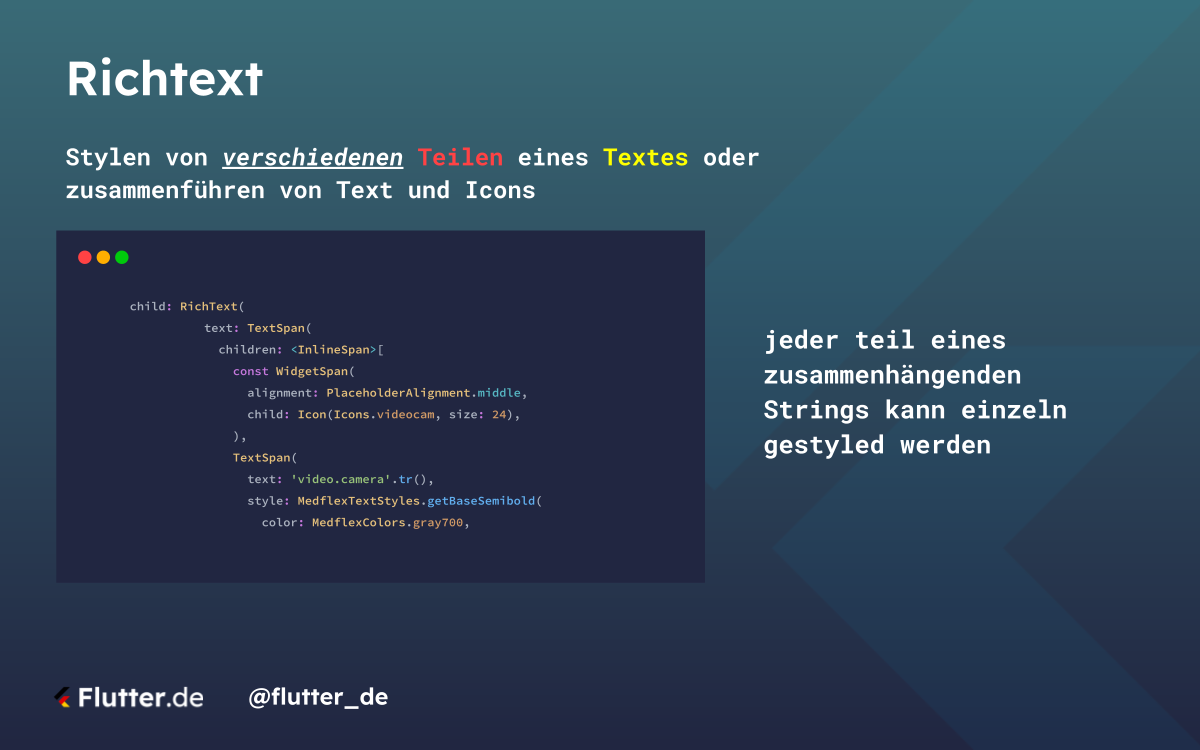 Richtext
Stylen von verschiedenen Teilen eines Textes oder
zusammenführen von Text und Icons
child: RichText(
text: TextSpan(
children: <InlineSpan>[
const WidgetSpan(
alignment: PlaceholderAlignment.middle,
child: Icon(Icons.videocam, size: 24),
),
TextSpan(
text: 'video.camera'.tr(),
style: MedflexTextStyles.getBaseSemibold(
color: MedflexColors.gray700,
jeder teil eines
zusammenhängenden
Strings kann einzeln
gestyled werden
Flutter.de
@flutter_de